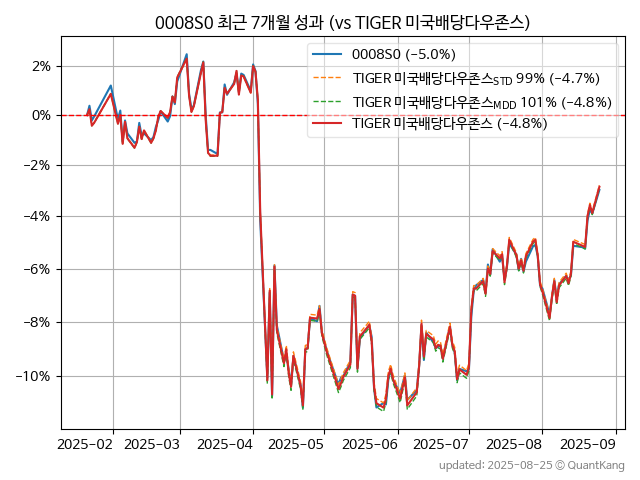 0008S0 최근 7개월 성과 (vs TIGER 미국배당다우존스)
0008S0 (−5.0%)
TIGER 미국배당다우존스STD 99% (−4.7%)
TIGER 미국배당다우존스MDD 101% (−4.8%)
TIGER 미국배당다우존스 (−4.8%)
2%
0%
−2%
−4%
−6%
−8%
−10%
2025-02 2025-03 2025-04 2025-05 2025-06 2025-07 2025-08 2025-09
updated: 2025-08-25 © QuantKang